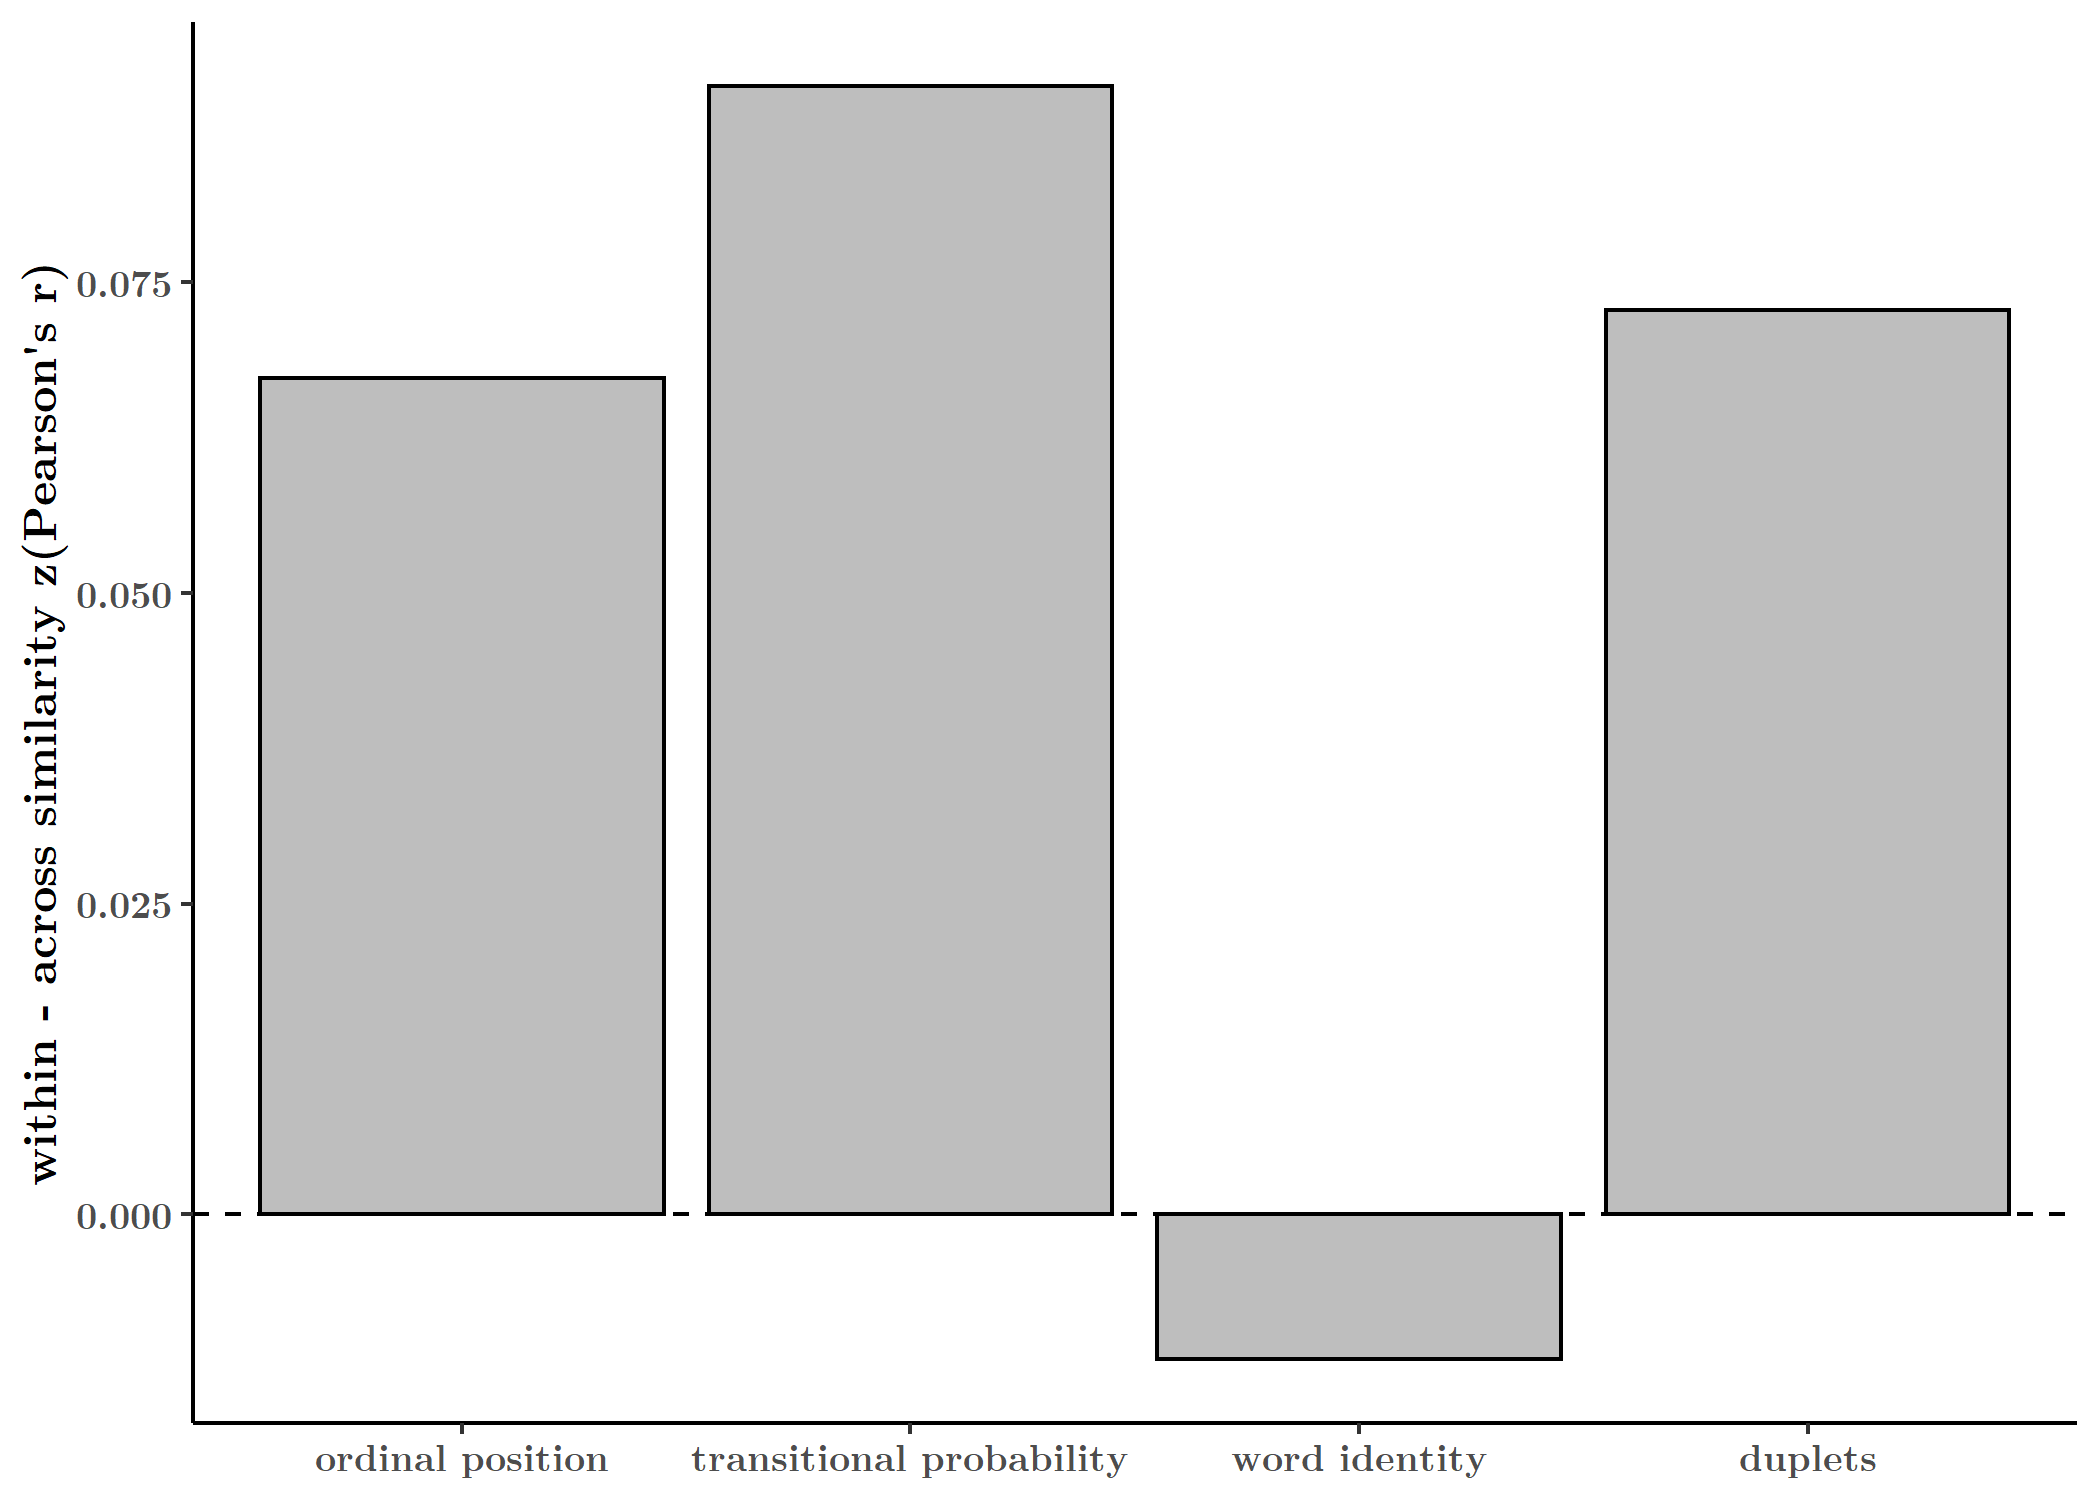 within - across similarity z(Pearson's r)
0.075
0.050
0.025
0.000
ordinal position
transitional probability
word identity
duplets